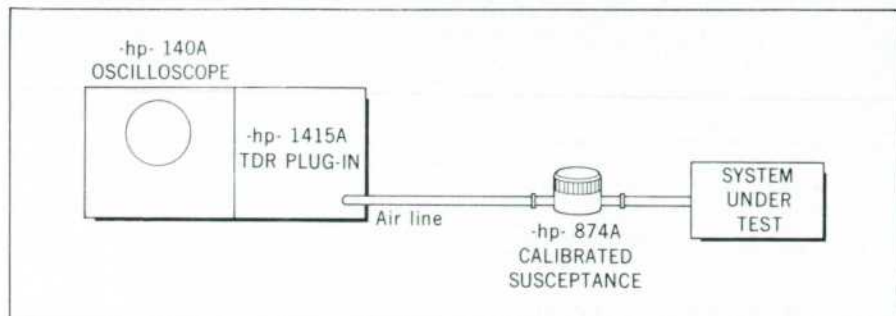 -hp- 140A
OSCILLOSCOPE
-hp- 1415A
TDR PLUG-IN
Air line
-hp- 874A
CALIBRATED
SUSCEPTANCE
SYSTEM
UNDER
TEST